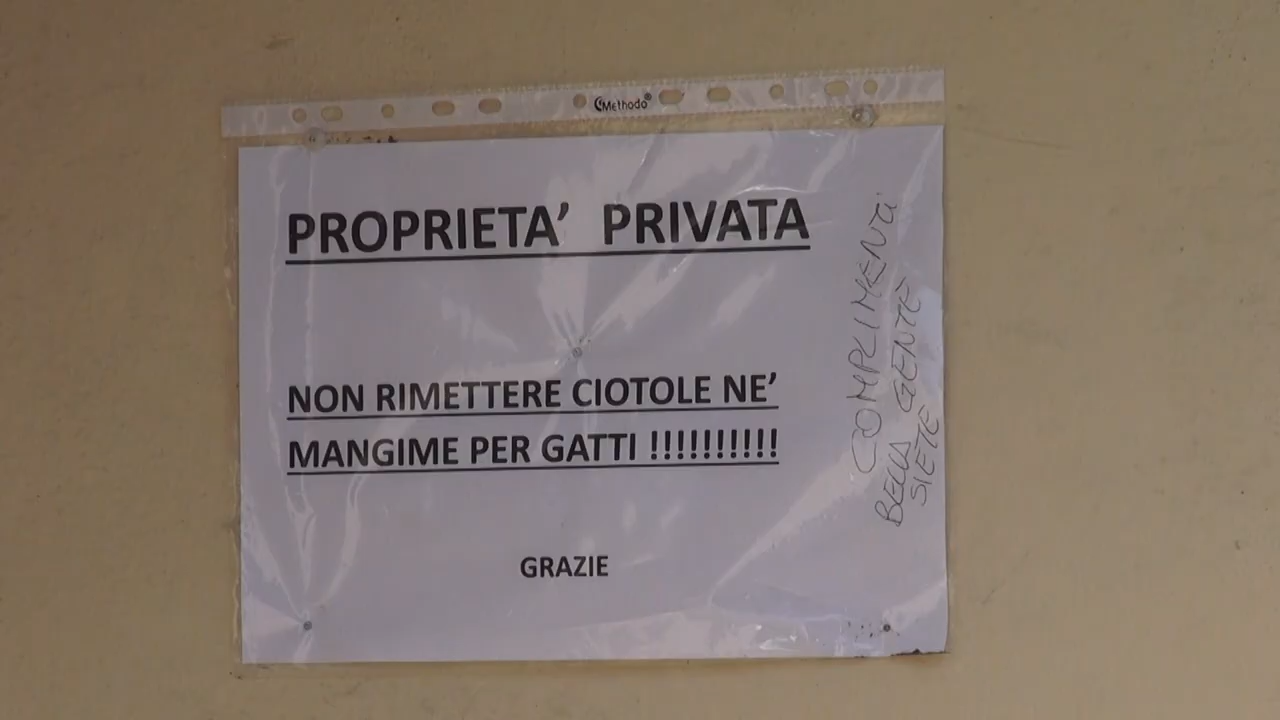 Methodo®
PROPRIETA’ PRIVATA
NON RIMETTERE CIOTOLE NE’
MANGIME PER GATTI !!!!!!!!!!
GRAZIE
COMPLIMENTI
BELLA GENTE
SIETE